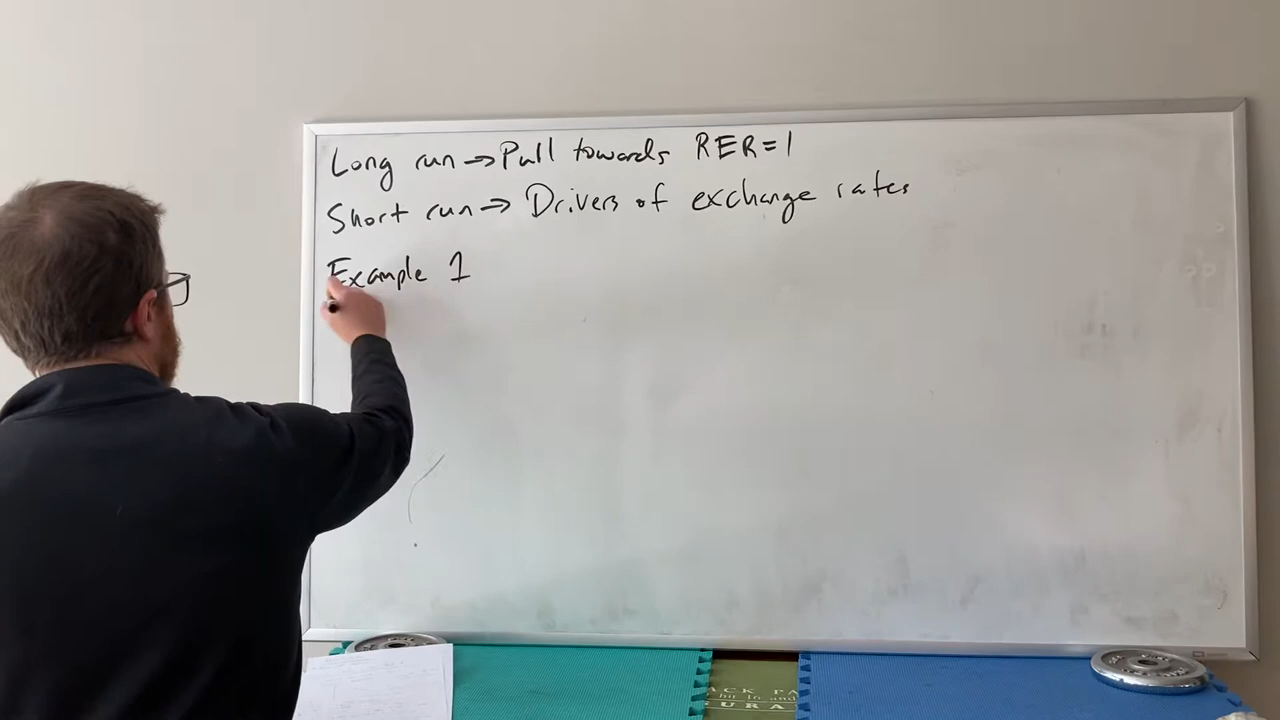 Long run → Pull towards RER=1
Short run → Drivers of exchange rates
Example 1